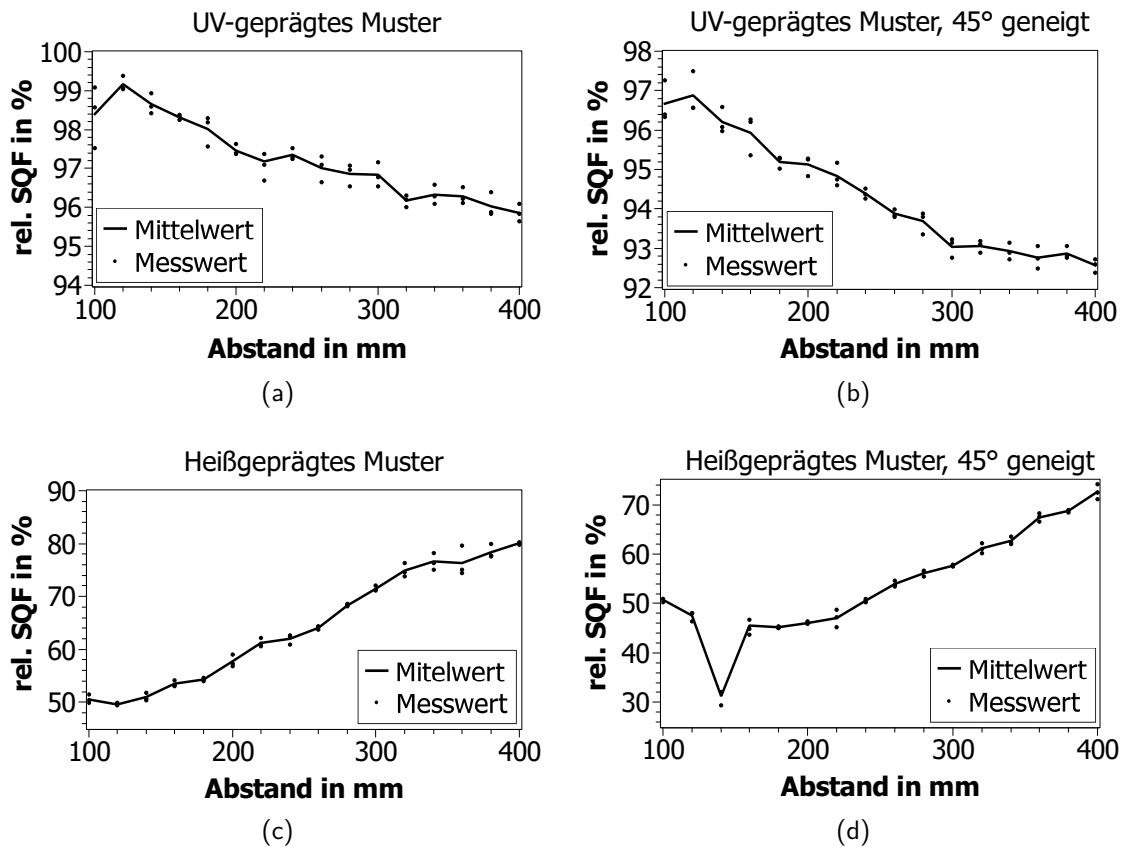 UV-geprägtes Muster
100
99
98
97
96
95
94
rel. SQF in %
Mittelwert
Messwert
100 200 300 400
Abstand in mm
(a)
UV-geprägtes Muster, 45° geneigt
98
97
96
95
94
93
92
rel. SQF in %
Mittelwert
Messwert
100 200 300 400
Abstand in mm
(b)
Heißgeprägtes Muster
90
80
70
60
50
rel. SQF in %
Mitelwert
Messwert
100 200 300 400
Abstand in mm
(c)
Heißgeprägtes Muster, 45° geneigt
70
60
50
40
30
rel. SQF in %
Mittelwert
Messwert
100 200 300 400
Abstand in mm
(d)